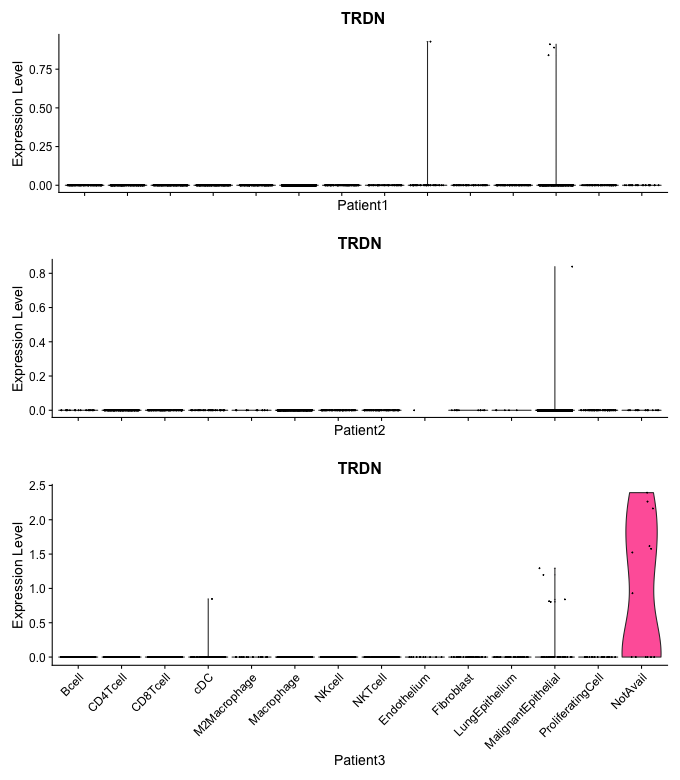 TRDN
Expression Level
0.75
0.50
0.25
0.00
Patient1
TRDN
Expression Level
0.8
0.6
0.4
0.2
0.0
Patient2
TRDN
Expression Level
2.5
2.0
1.5
1.0
0.5
0.0
Bcell
CD4Tcell
CD8Tcell
cDC
M2Macrophage
Macrophage
NKcell
NKTcell
Endothelium
Fibroblast
LungEpithelium
MalignantEpithelial
ProliferatingCell
NotAvail
Patient3